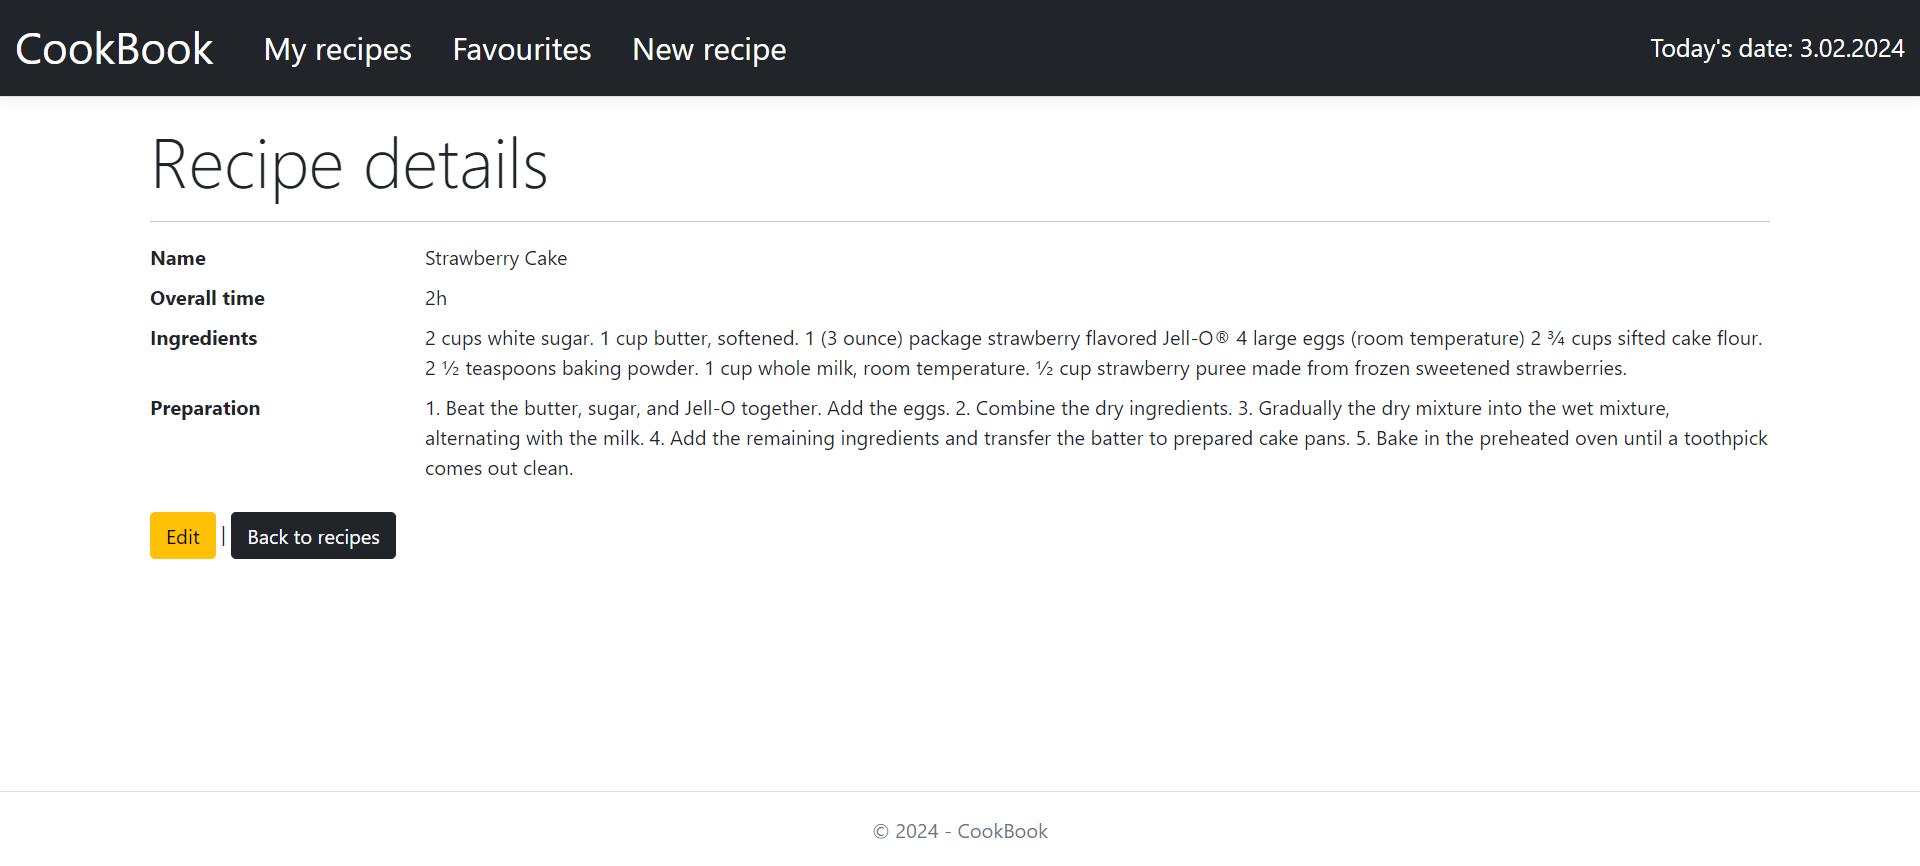 CookBook My recipes Favourites New recipe Today's date: 3.02.2024
Recipe details
Name Strawberry Cake
Overall time 2h
Ingredients 2 cups white sugar. 1 cup butter, softened. 1 (3 ounce) package strawberry flavored Jell-O® 4 large eggs (room temperature) 2 ¾ cups sifted cake flour.
2 ½ teaspoons baking powder. 1 cup whole milk, room temperature. ½ cup strawberry puree made from frozen sweetened strawberries.
Preparation 1. Beat the butter, sugar, and Jell-O together. Add the eggs. 2. Combine the dry ingredients. 3. Gradually the dry mixture into the wet mixture,
alternating with the milk. 4. Add the remaining ingredients and transfer the batter to prepared cake pans. 5. Bake in the preheated oven until a toothpick
comes out clean.
Edit | Back to recipes
© 2024 - CookBook